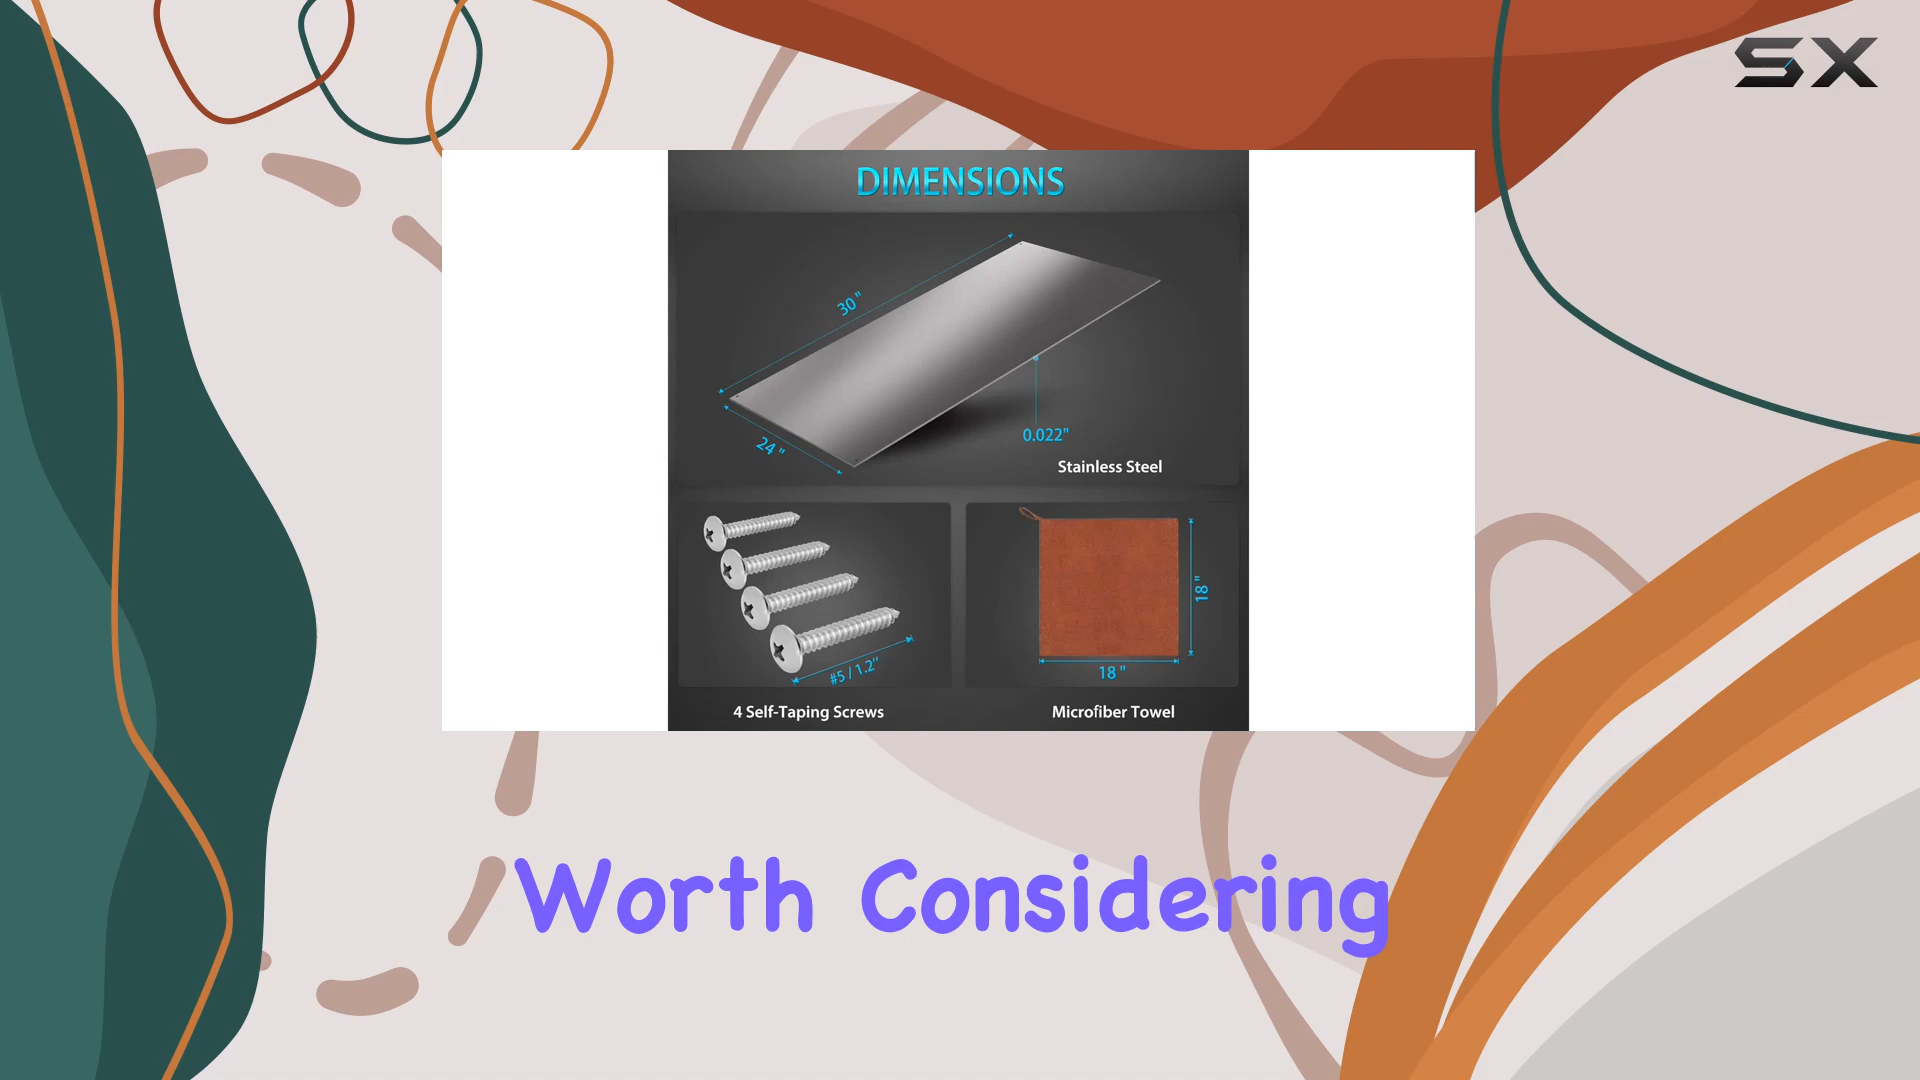 SX
DIMENSIONS
30 "
24 "
0.022"
Stainless Steel
#5 / 1.2"
18 "
18 "
4 Self-Taping Screws
Microfiber Towel
Worth Considering